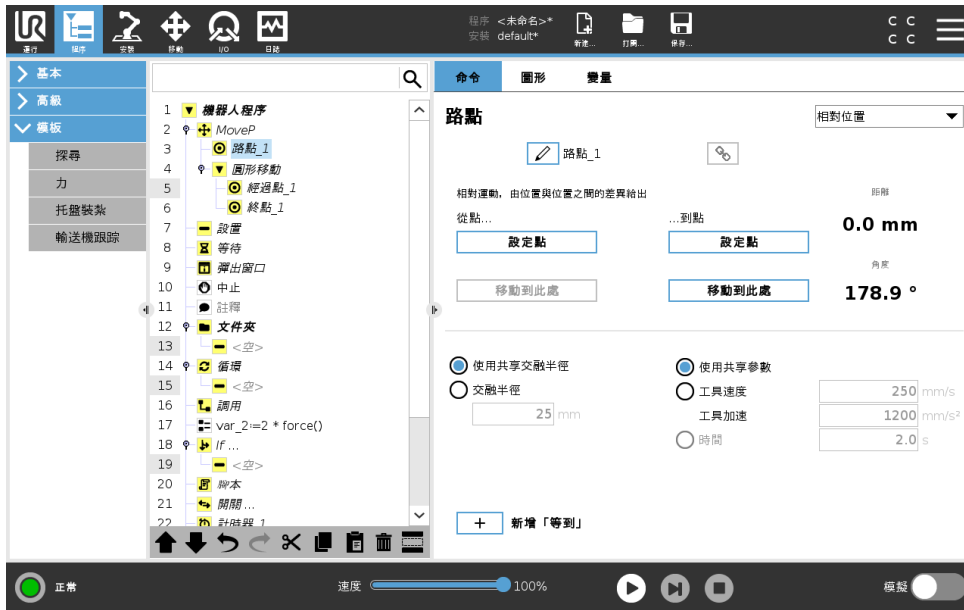 UR
運行
程序
安裝
移動
I/O
日誌
程序 <未命名>*
安裝 default*
新建...
打開...
保存...
C C
C C
基本
高級
模板
探尋
力
托盤裝紮
輸送機跟踪
1 機器人程序
2 MoveP
3 路點_1
4 圓形移動
5 經過點_1
6 終點_1
7 設置
8 等待
9 彈出窗口
10 中止
11 註釋
12 文件夾
13 <空>
14 循環
15 <空>
16 調用
17 var_2≔2 * force()
18 If ...
19 <空>
20 腳本
21 開關 ...
22 計時器_1
命令 圖形 變量
路點
相對位置
路點_1
相對運動，由位置與位置之間的差異給出
從點... ...到點
設定點 設定點
移動到此處 移動到此處
距離
0.0 mm
角度
178.9 °
使用共享交融半徑
交融半徑
25 mm
使用共享參數
工具速度 250 mm/s
工具加速 1200 mm/s²
時間 2.0 s
+ 新增「等到」
正常
速度 100%
模擬